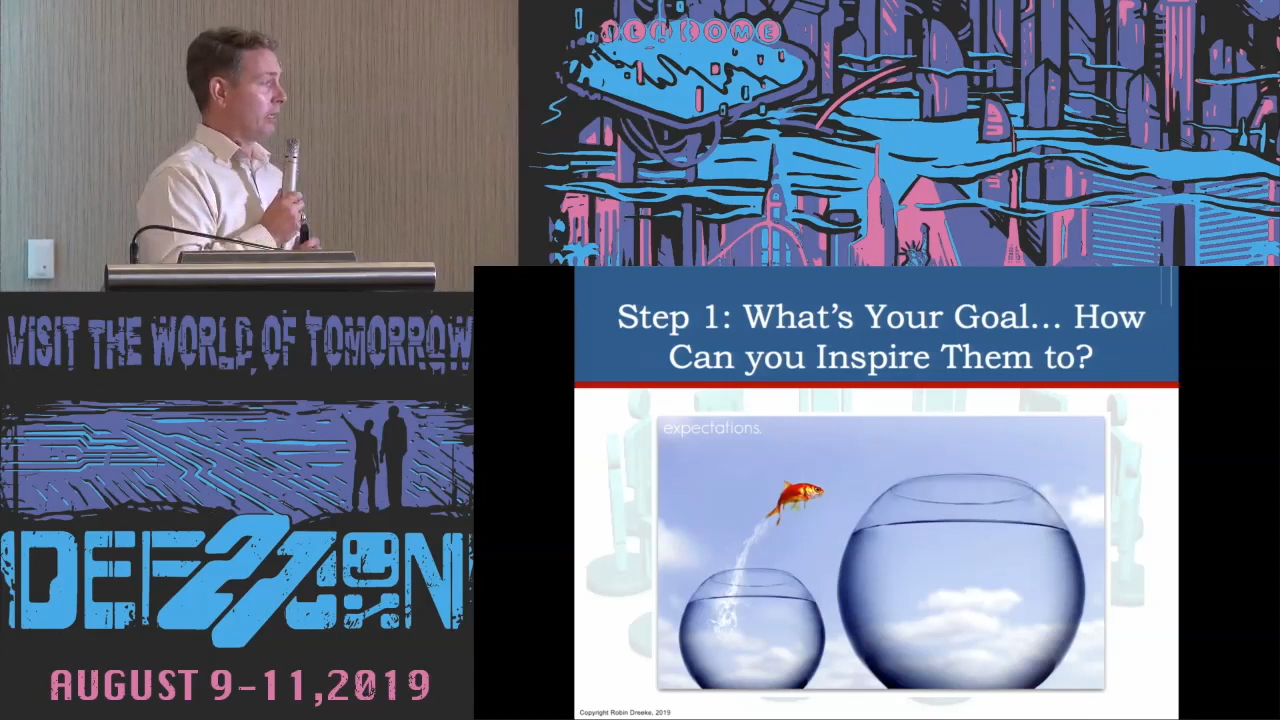 WELCOME
VISIT THE WORLD OF TOMORROW
DEF CON 27
AUGUST 9-11,2019
Step 1: What's Your Goal... How
Can you Inspire Them to?
expectations.
Copyright Robin Dreeke, 2019